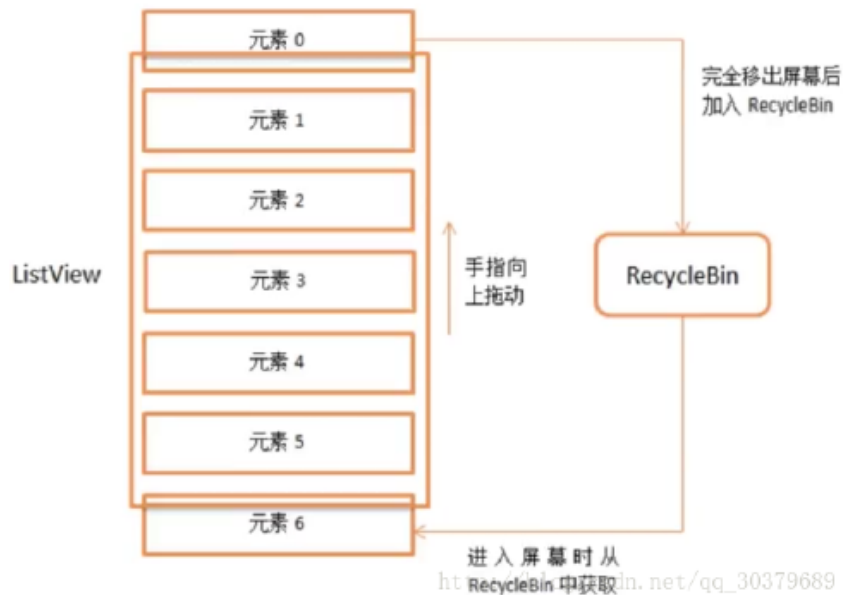 元素 0
完全移出屏幕后
加入 RecycleBin
元素 1
元素 2
ListView
元素 3
手指向
上拖动
RecycleBin
元素 4
元素 5
元素 6
进入屏幕时从
RecycleBin 中获取
dn.net/qq_30379689